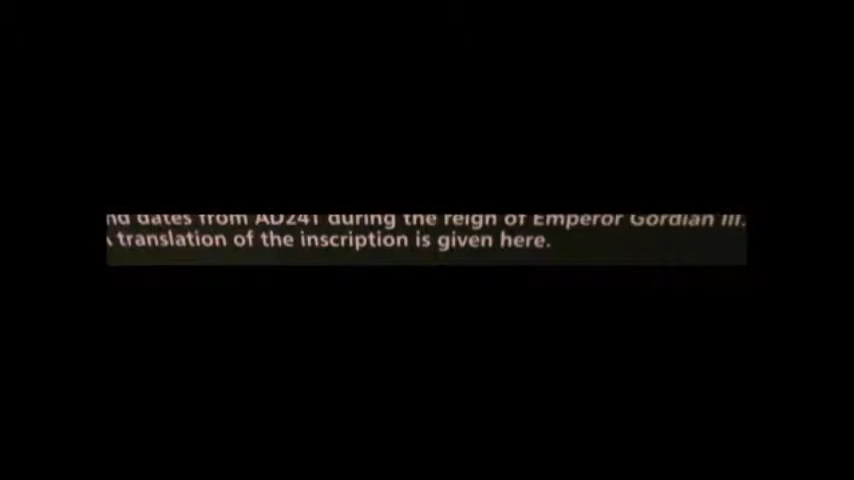 nd dates from AD241 during the reign of Emperor Gordian III.
A translation of the inscription is given here.